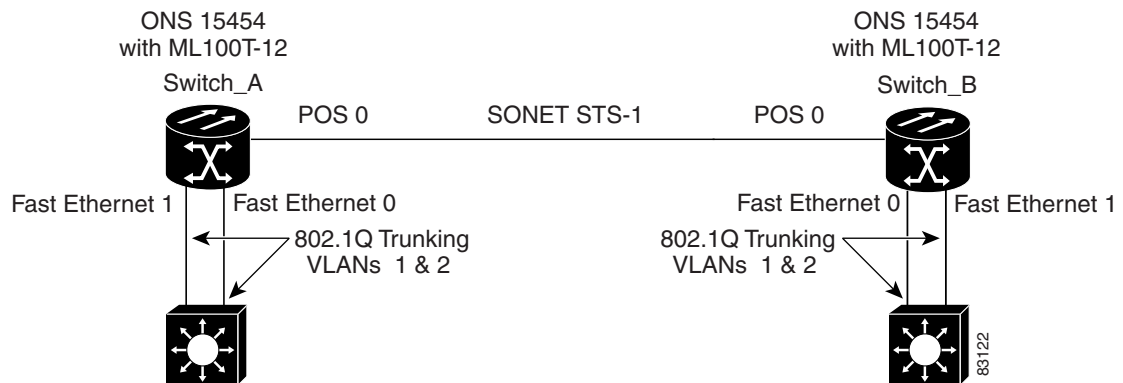 ONS 15454
with ML100T-12
Switch_A
ONS 15454
with ML100T-12
Switch_B
POS 0
SONET STS-1
POS 0
Fast Ethernet 1
Fast Ethernet 0
Fast Ethernet 0
Fast Ethernet 1
802.1Q Trunking
VLANs 1 & 2
802.1Q Trunking
VLANs 1 & 2
83122